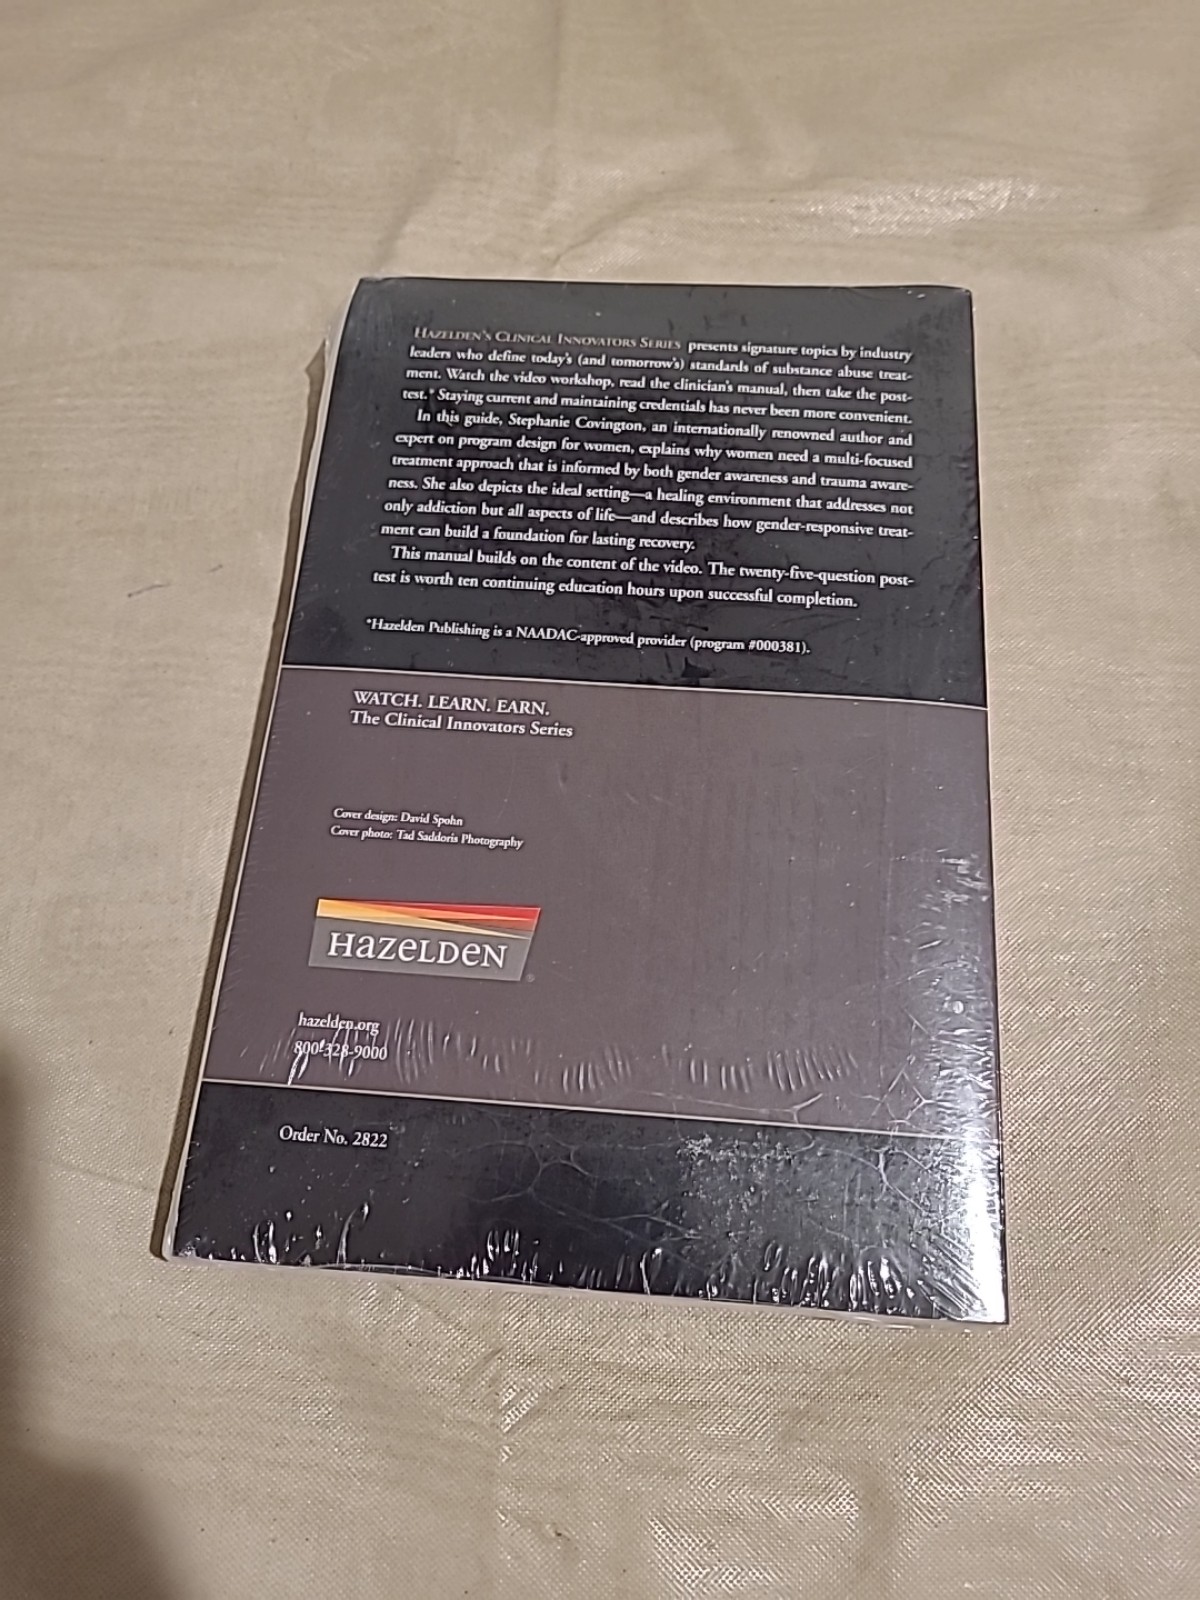 HAZELDEN'S CLINICAL INNOVATORS SERIES presents signature topics by industry
leaders who define today's (and tomorrow's) standards of substance abuse treat-
ment. Watch the video workshop, read the clinician's manual, then take the post-
test.* Staying current and maintaining credentials has never been more convenient.
In this guide, Stephanie Covington, an internationally renowned author and
expert on program design for women, explains why women need a multi-focused
treatment approach that is informed by both gender awareness and trauma aware-
ness. She also depicts the ideal setting—a healing environment that addresses not
only addiction but all aspects of life—and describes how gender-responsive treat-
ment can build a foundation for lasting recovery.
This manual builds on the content of the video. The twenty-five-question post-
test is worth ten continuing education hours upon successful completion.
*Hazelden Publishing is a NAADAC-approved provider (program #000381).
WATCH. LEARN. EARN.
The Clinical Innovators Series
Cover design: David Spohn
Cover photo: Tad Saddoris Photography
HAZELDEN®
hazelden.org
800-328-9000
Order No. 2822